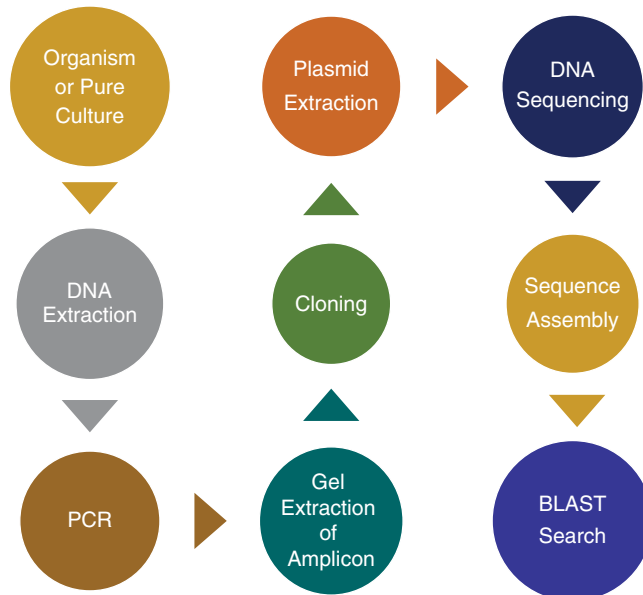 Organism
or Pure
Culture
DNA
Extraction
PCR
Gel
Extraction
of
Amplicon
Cloning
Plasmid
Extraction
DNA
Sequencing
Sequence
Assembly
BLAST
Search